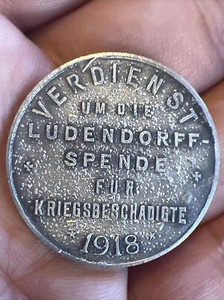 VERDIENST
UM DIE
LUDENDORFF-
SPENDE
FÜR
KRIEGSBESCHÄDIGTE
1918